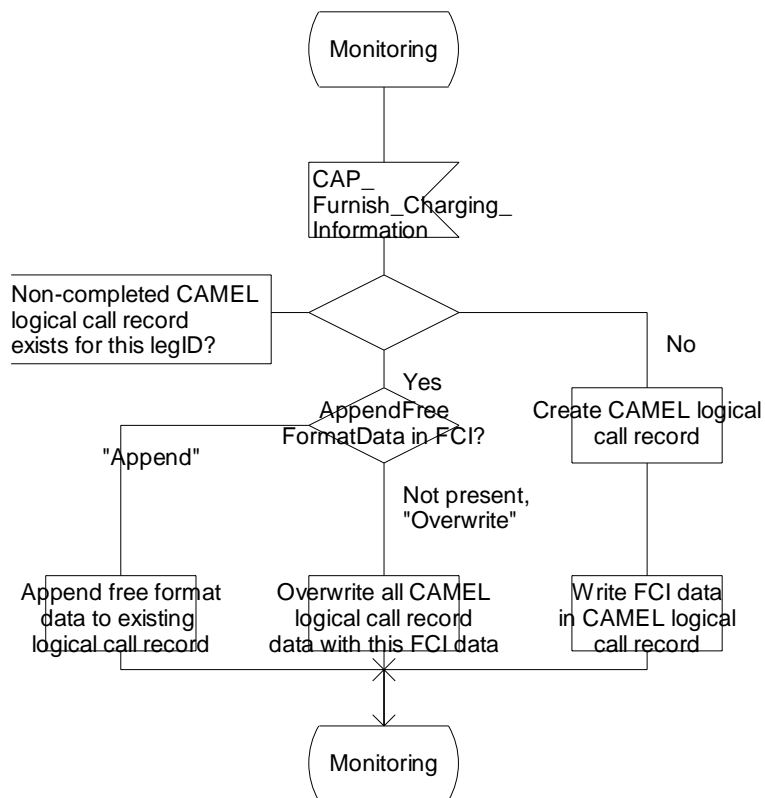 Monitoring
CAP_
Furnish_Charging_
Information
Non-completed CAMEL
logical call record
exists for this legID?
No
Yes
AppendFree
FormatData in FCI?
Create CAMEL logical
call record
"Append"
Not present,
"Overwrite"
Append free format
data to existing
logical call record
Overwrite all CAMEL
logical call record
data with this FCI data
Write FCI data
in CAMEL logical
call record
Monitoring